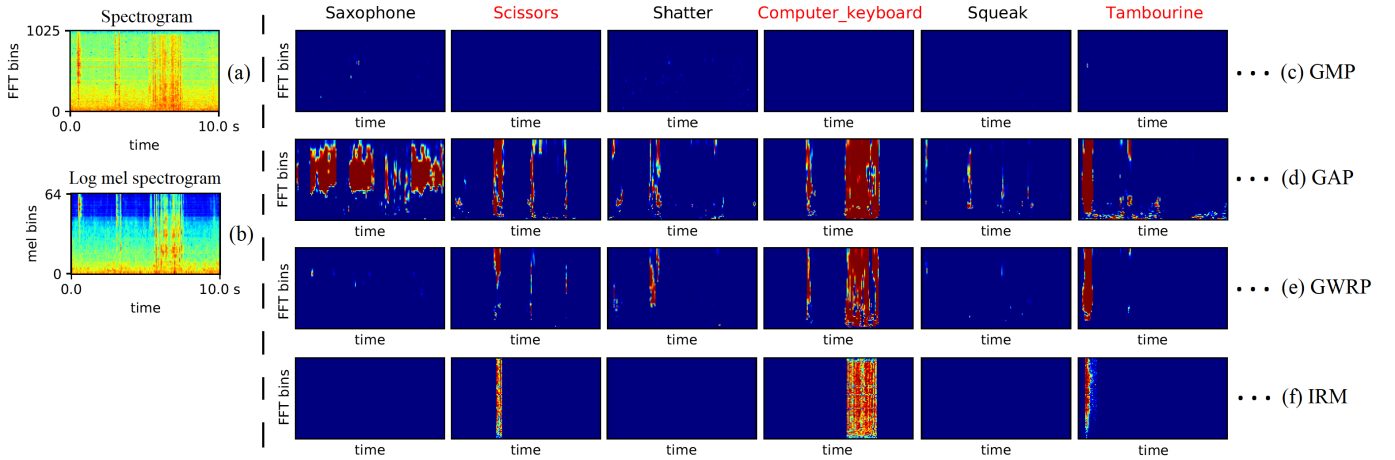 Spectrogram
1025
FFT bins
0
0.0
10.0 s
time
(a)
Log mel spectrogram
64
mel bins
0
0.0
10.0 s
time
(b)
Saxophone
Scissors
Shatter
Computer_keyboard
Squeak
Tambourine
FFT bins
time
time
time
time
time
time
• • • (c) GMP
FFT bins
time
time
time
time
time
time
• • • (d) GAP
FFT bins
time
time
time
time
time
time
• • • (e) GWRP
FFT bins
time
time
time
time
time
time
• • • (f) IRM